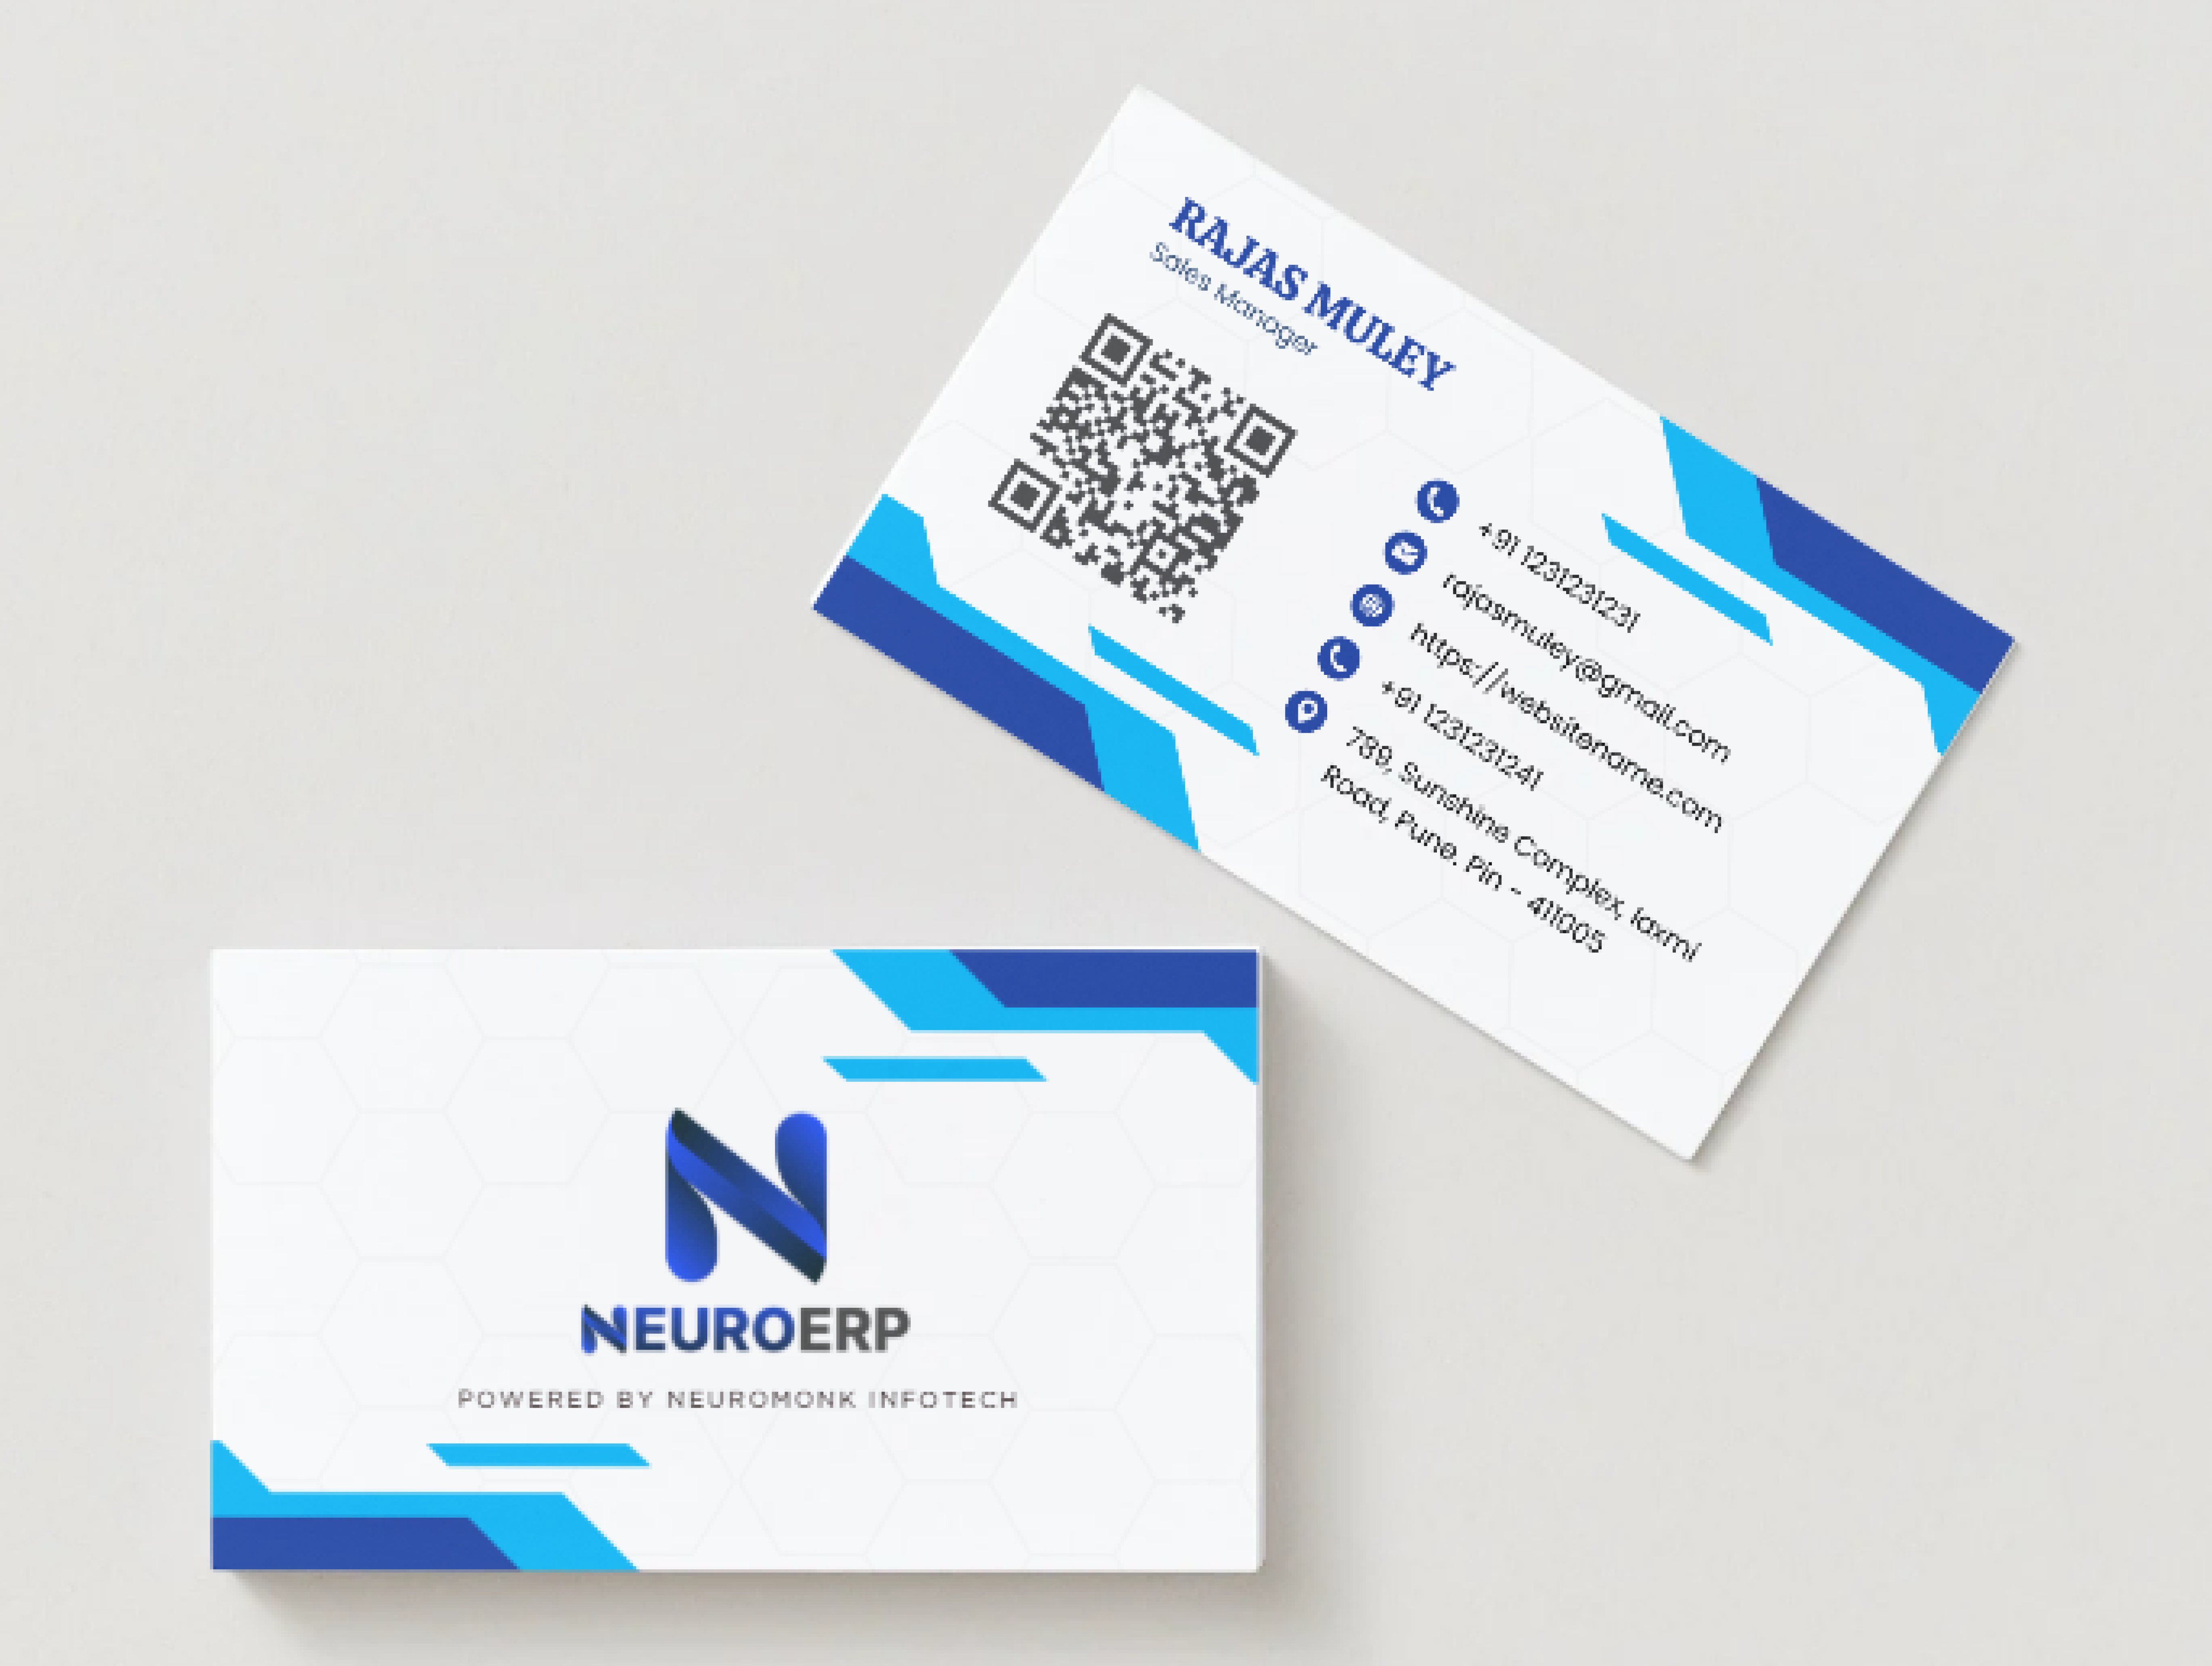 RAJAS MULEY
Sales Manager
+91 1231231231
rajasmuley@gmail.com
https://websitename.com
+91 1231231241
789, Sunshine Complex, laxmi
Road, Pune. Pin - 411005
NEUROERP
POWERED BY NEUROMONK INFOTECH